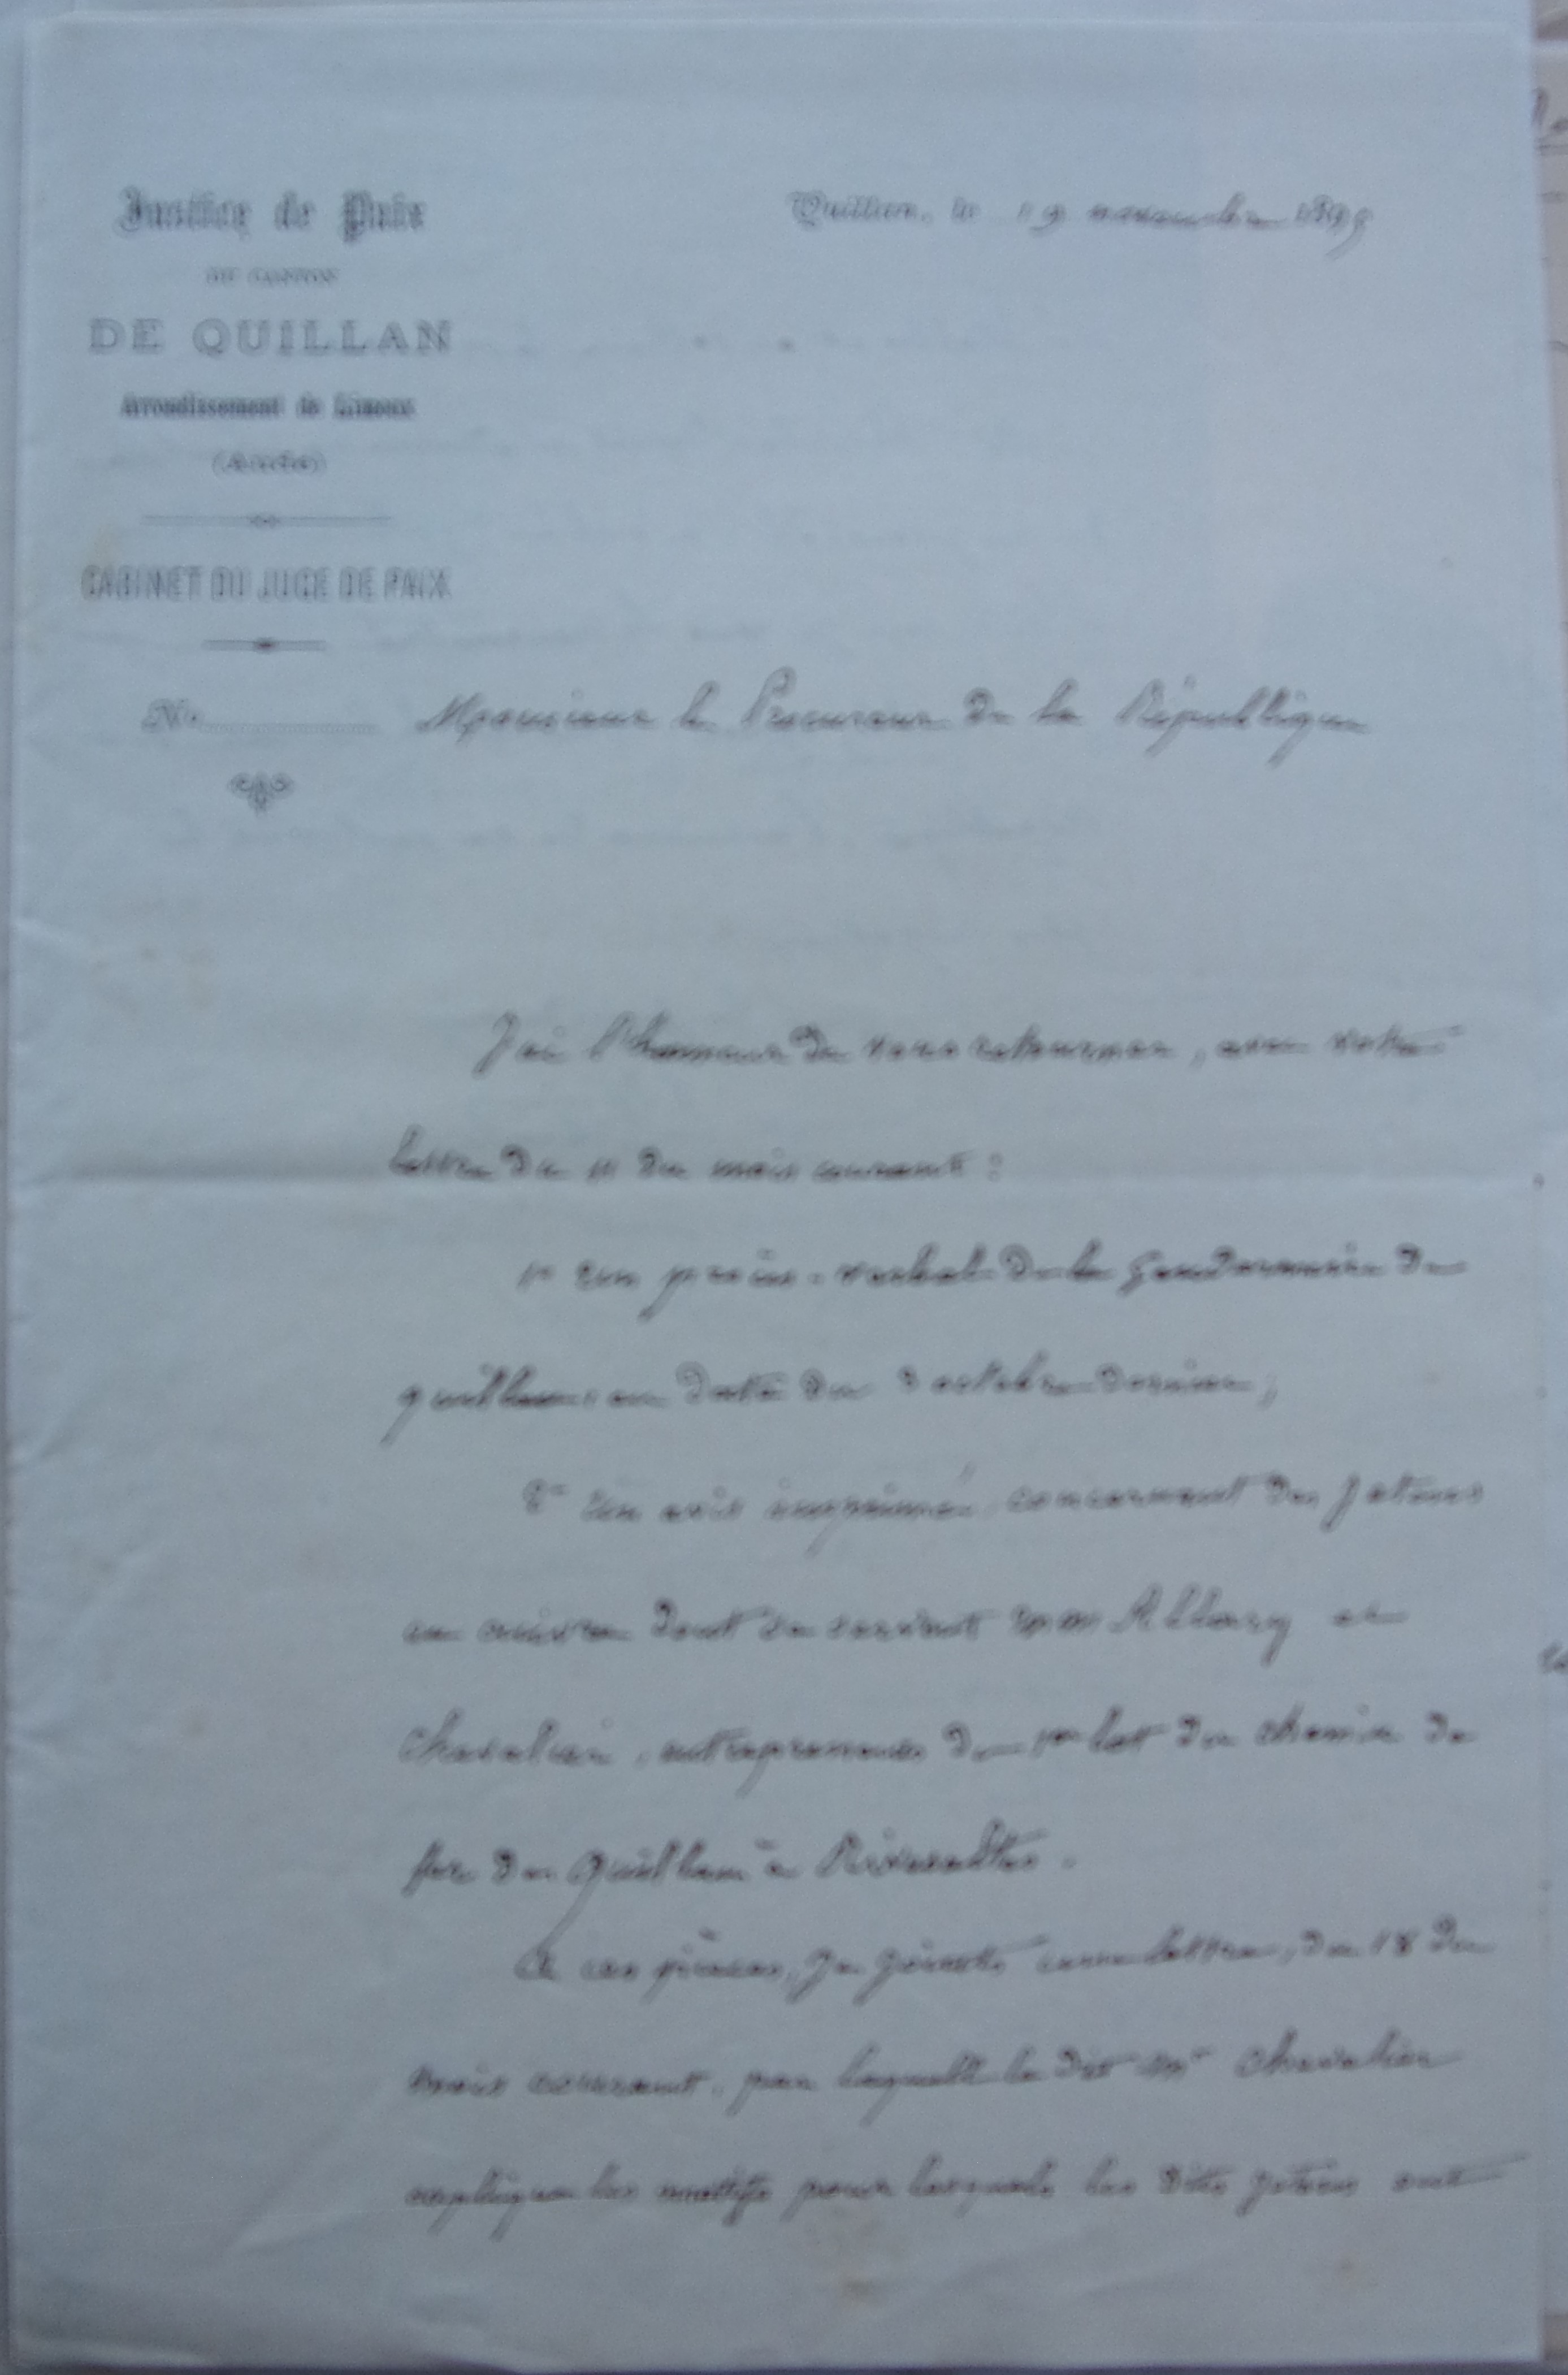 Justice de Paix
DU CANTON
DE QUILLAN
Arrondissement de Limoux
(Aude)
CABINET DU JUGE DE PAIX
N°
Quillan, le 19 novembre 1899
Monsieur le Procureur de la République
J'ai l'honneur de vous retourner, avec votre
lettre du 11 du mois courant :
1° un procès-verbal de la gendarmerie de
quillan en date du 3 octobre dernier ;
2° un avis imprimé concernant des jetons
en cuivre dont se servent MM Allary et
Chevalier, entrepreneurs du 1er lot du chemin de
fer de Quillan à Rivesaltes.
A ces pièces, je joins une lettre, du 18 du
mois courant, par laquelle le dit Mr Chevalier
explique les motifs pour lesquels les dits jetons ont